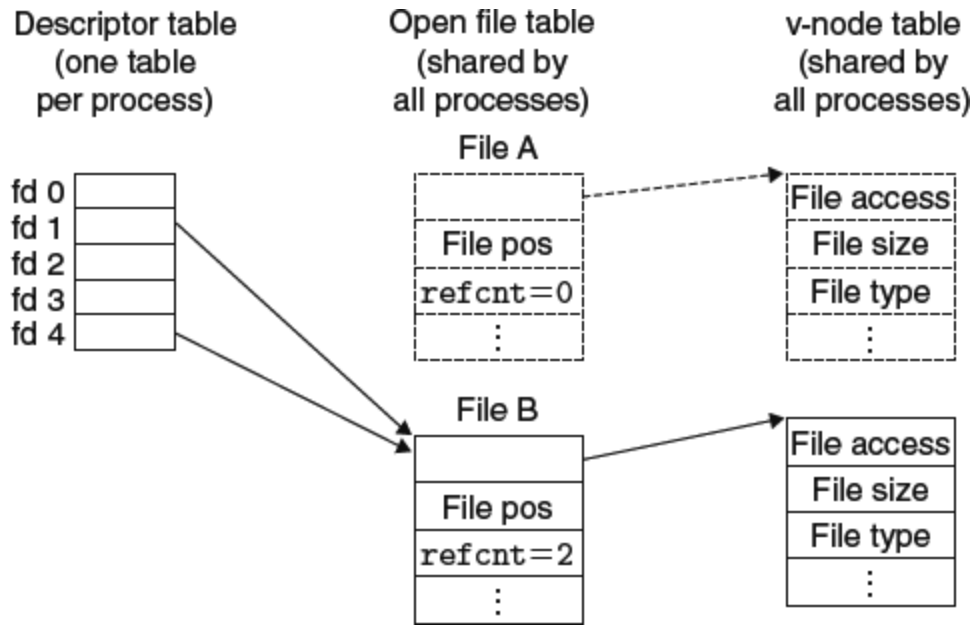 Descriptor table
(one table
per process)
Open file table
(shared by
all processes)
v-node table
(shared by
all processes)
fd 0
fd 1
fd 2
fd 3
fd 4
File A
File pos
refcnt=0
⋮
File access
File size
File type
⋮
File B
File pos
refcnt=2
⋮
File access
File size
File type
⋮